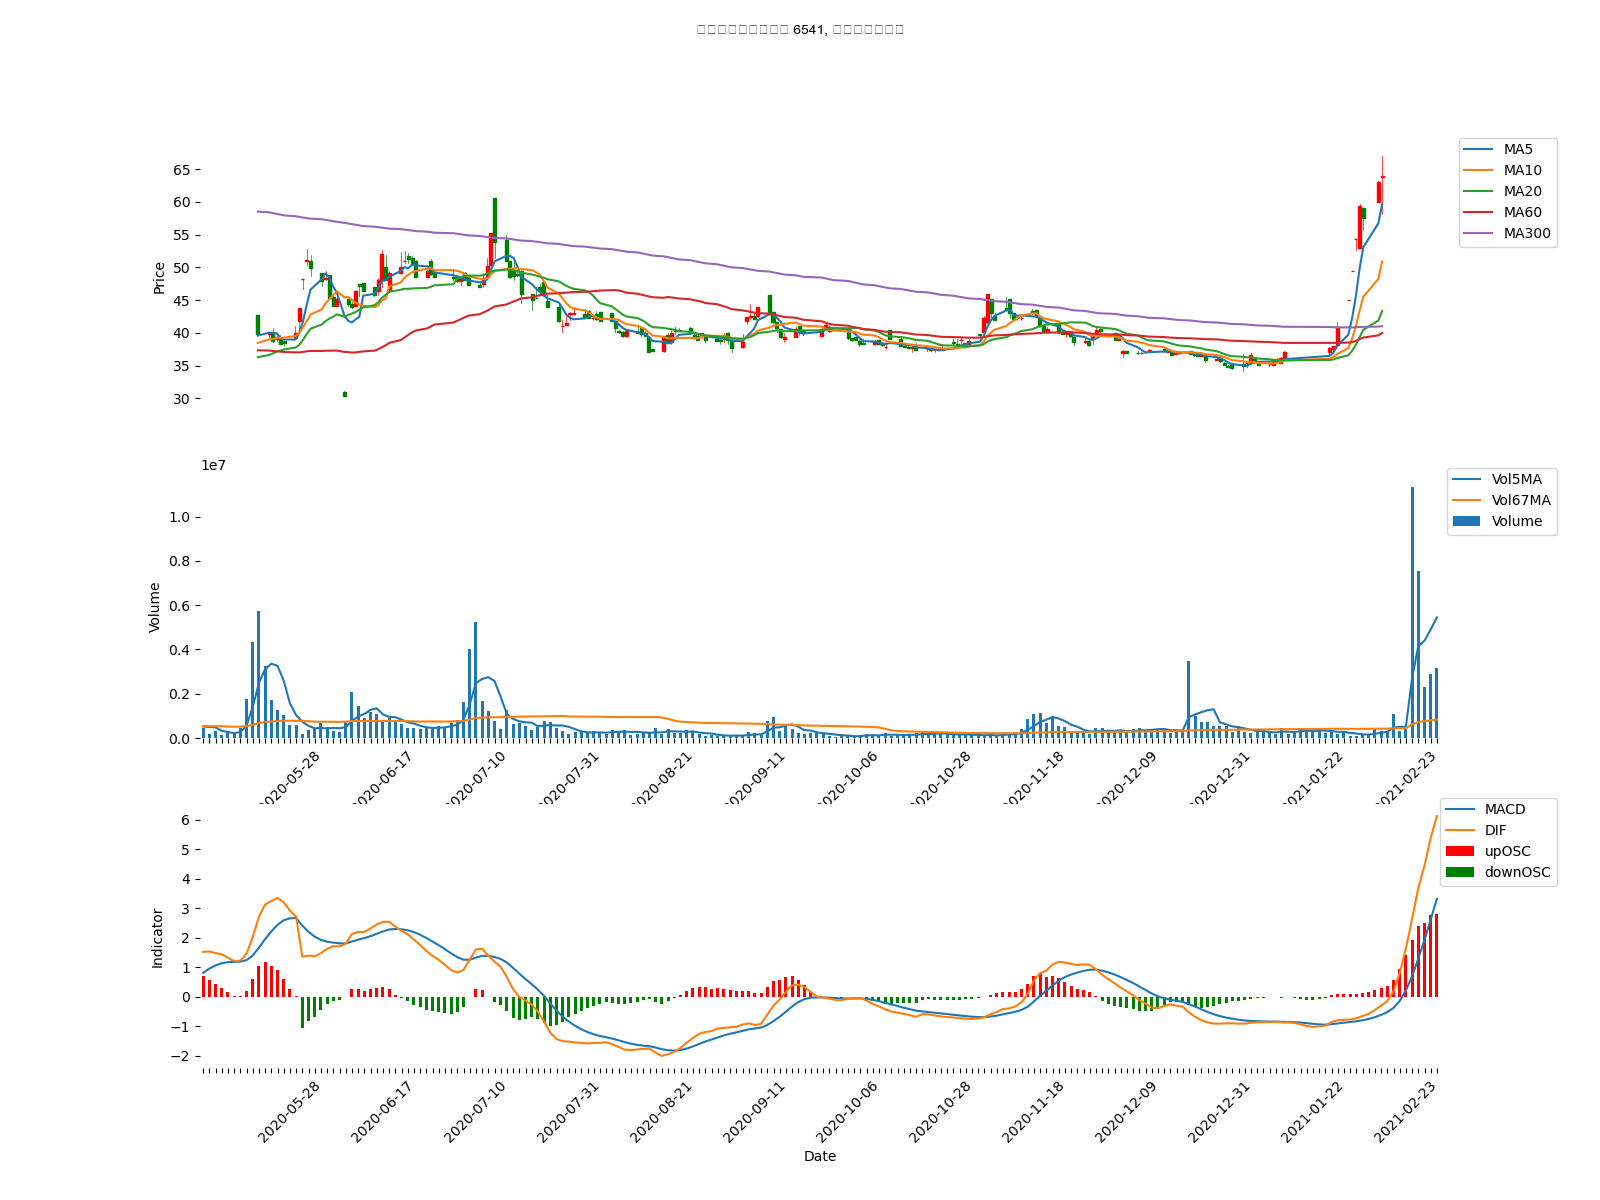 6541,
65
60
55
50
45
40
35
30
Price
MA5
MA10
MA20
MA60
MA300
1e7
1.0
0.8
0.6
0.4
0.2
0.0
Volume
Vol5MA
Vol67MA
Volume
2020-05-28
2020-06-17
2020-07-10
2020-07-31
2020-08-21
2020-09-11
2020-10-06
2020-10-28
2020-11-18
2020-12-09
2020-12-31
2021-01-22
2021-02-23
6
5
4
3
2
1
0
−1
−2
Indicator
MACD
DIF
upOSC
downOSC
2020-05-28
2020-06-17
2020-07-10
2020-07-31
2020-08-21
2020-09-11
2020-10-06
2020-10-28
2020-11-18
2020-12-09
2020-12-31
2021-01-22
2021-02-23
Date